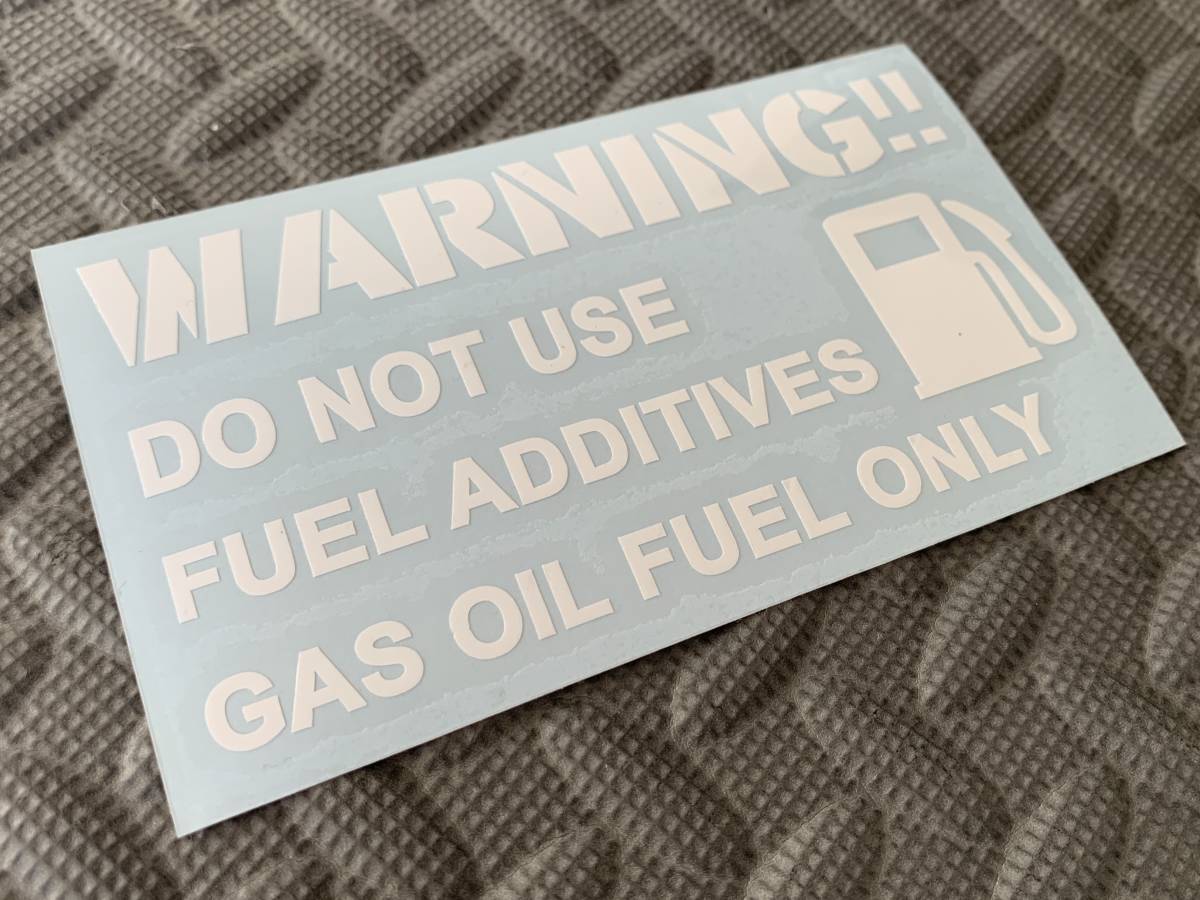 WARNING!!
DO NOT USE
FUEL ADDITIVES
GAS OIL FUEL ONLY